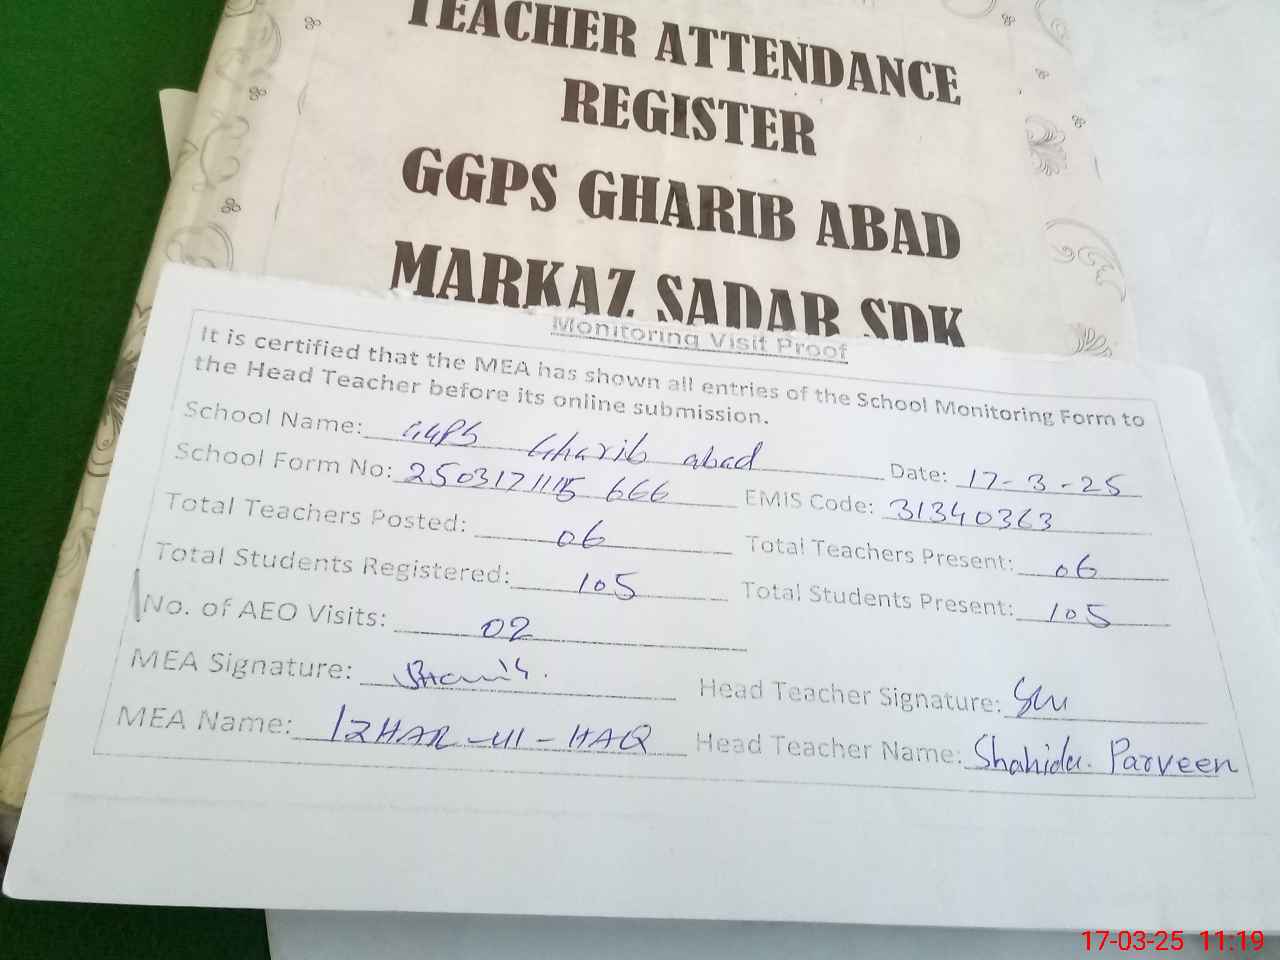 TEACHER ATTENDANCE
REGISTER
GGPS GHARIB ABAD
MARKAZ SADAR SDK
Monitoring Visit Proof
It is certified that the MEA has shown all entries of the School Monitoring Form to
the Head Teacher before its online submission.
School Name: GGPS Gharib abad Date: 17-3-25
School Form No: 2503171115 666 EMIS Code: 31340363
Total Teachers Posted: 06 Total Teachers Present: 06
Total Students Registered: 105 Total Students Present: 105
No. of AEO Visits: 02
MEA Signature: Head Teacher Signature:
MEA Name: IZHAR-UL-HAQ Head Teacher Name: Shahida Parveen
17-03-25 11:19